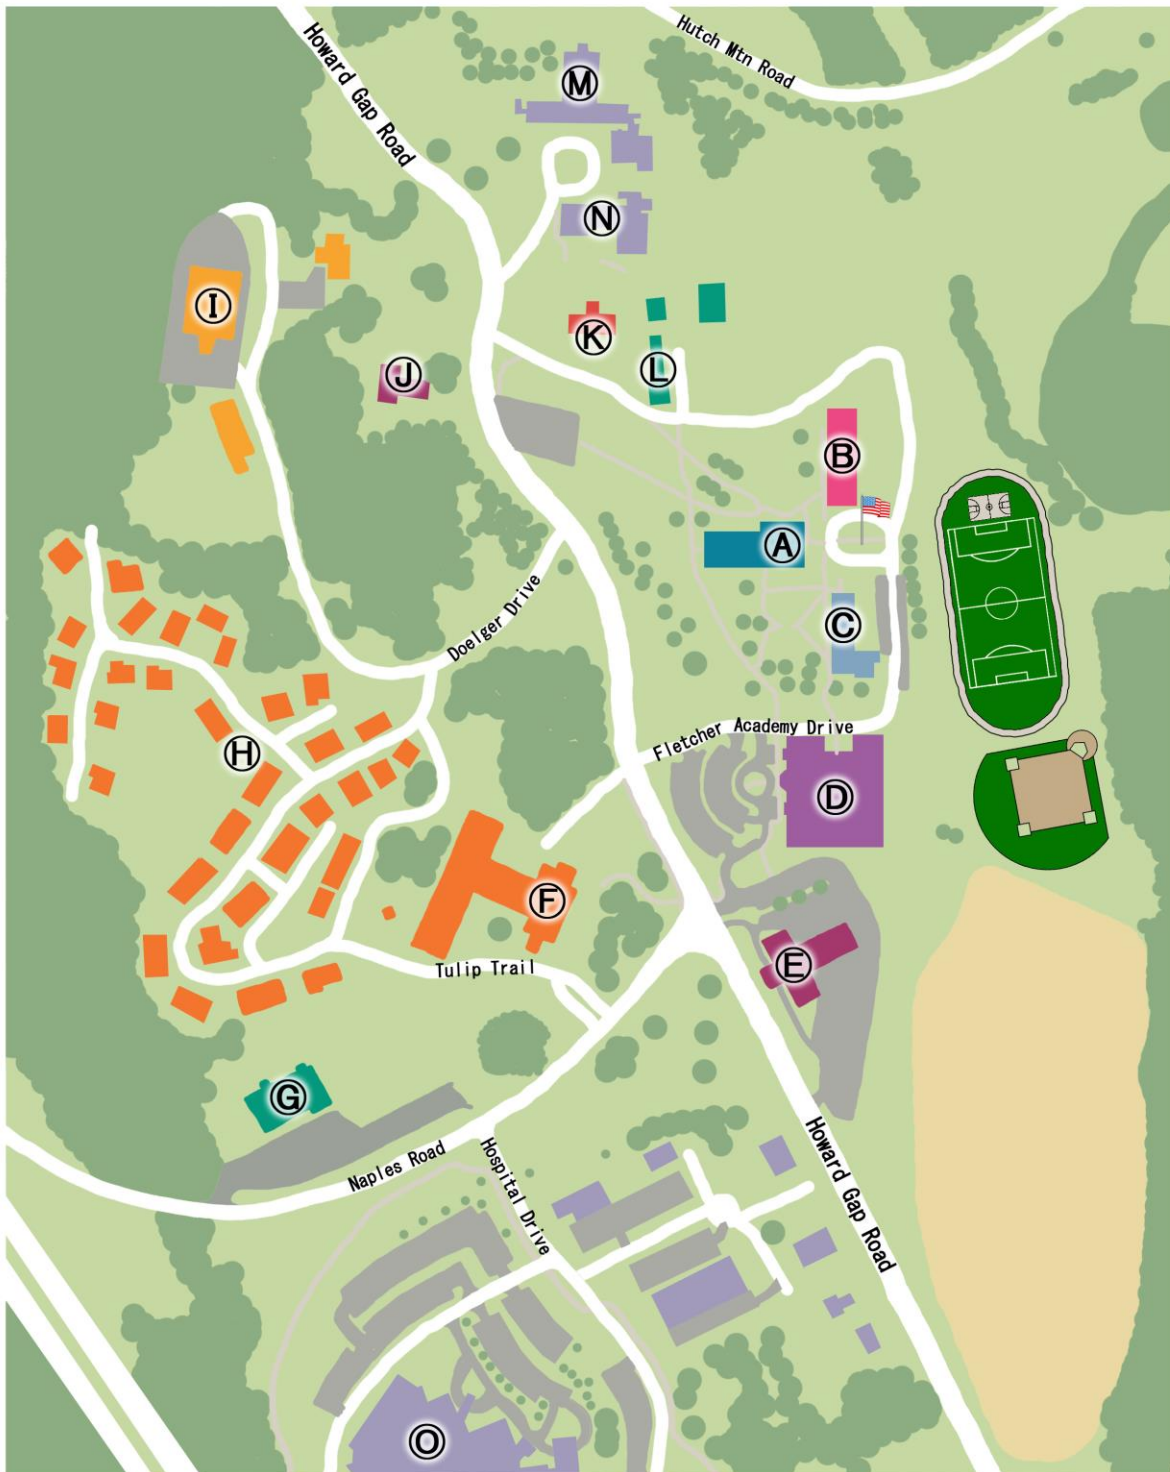 Hutch Mtn Road
Howard Gap Road
M
N
I
K
J
L
B
A
C
Doelger Drive
Fletcher Academy Drive
H
D
F
E
Tulip Trail
G
Naples Road
Hospital Drive
Howard Gap Road
O